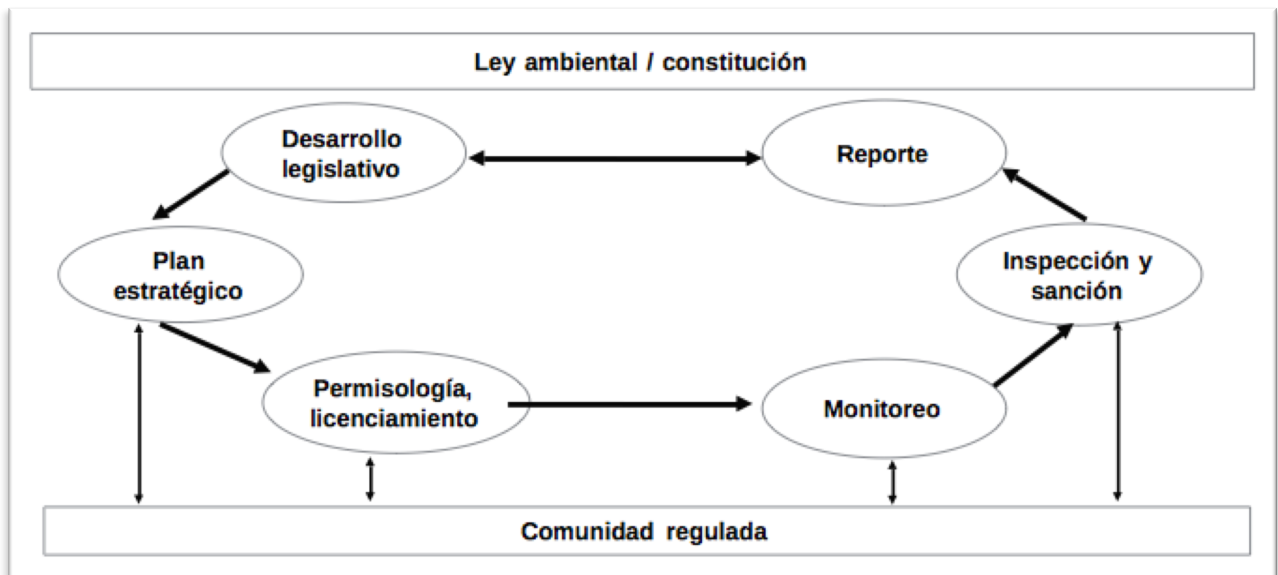 Ley ambiental / constitución
Desarrollo
legislativo
Reporte
Plan
estratégico
Inspección y
sanción
Permisología,
licenciamiento
Monitoreo
Comunidad regulada